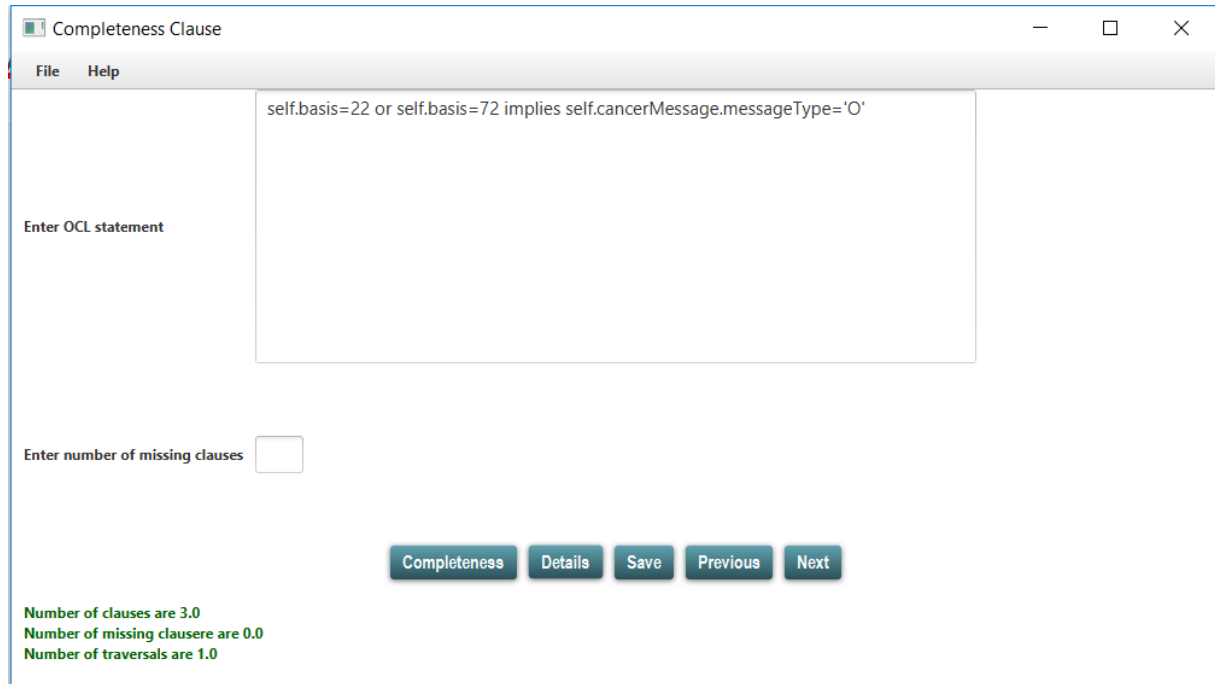 Completeness Clause
File Help
self.basis=22 or self.basis=72 implies self.cancerMessage.messageType='O'
Enter OCL statement
Enter number of missing clauses
Completeness Details Save Previous Next
Number of clauses are 3.0
Number of missing clausere are 0.0
Number of traversals are 1.0